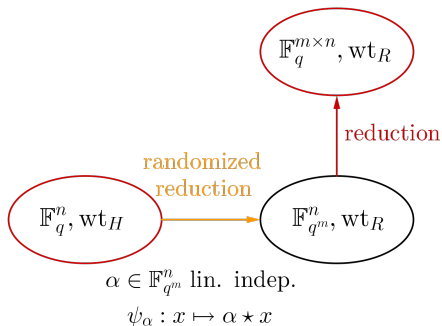 𝔽_q^{m×n}, wt_R
reduction
randomized
reduction
𝔽_q^n, wt_H
𝔽_{q^m}^n, wt_R
α ∈ 𝔽_{q^m}^n lin. indep.
ψ_α : x ↦ α ⋆ x